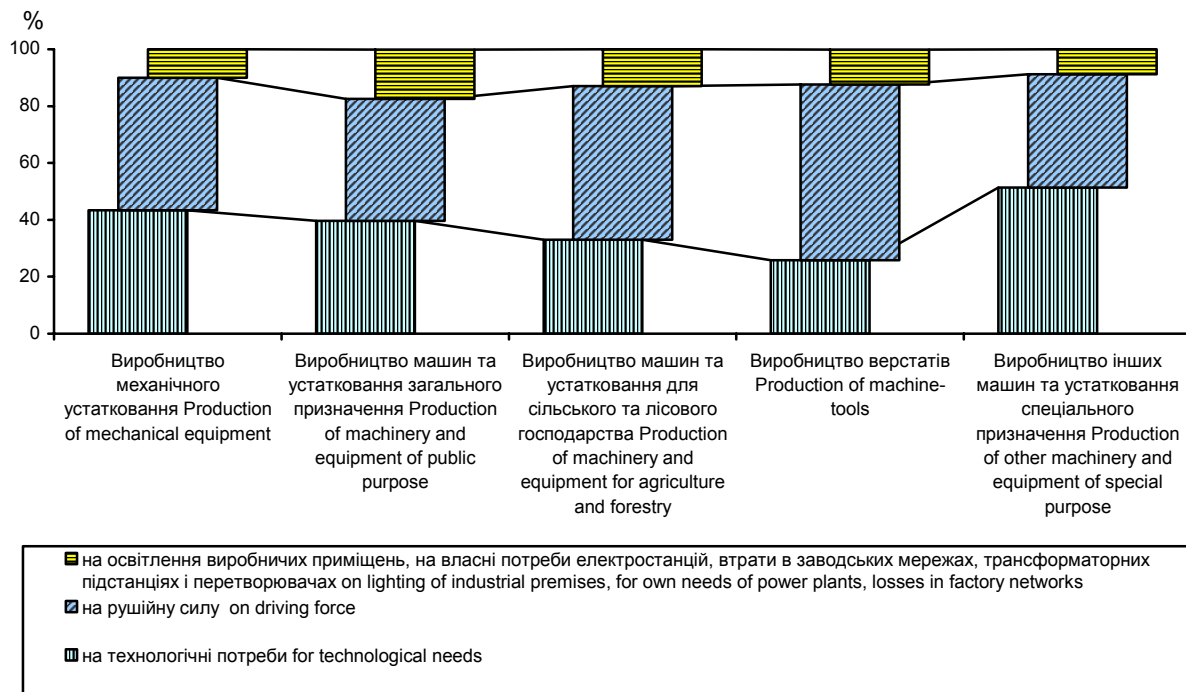 %
100
80
60
40
20
0
Виробництво
механічного
устатковання Production
of mechanical equipment
Виробництво машин та
устатковання загального
призначення Production
of machinery and
equipment of public
purpose
Виробництво машин та
устатковання для
сільського та лісового
господарства Production
of machinery and
equipment for agriculture
and forestry
Виробництво верстатів
Production of machine-
tools
Виробництво інших
машин та устатковання
спеціального
призначення Production
of other machinery and
equipment of special
purpose
на освітлення виробничих приміщень, на власні потреби електростанцій, втрати в заводських мережах, трансформаторних
підстанціях і перетворювачах on lighting of industrial premises, for own needs of power plants, losses in factory networks
на рушійну силу on driving force
на технологічні потреби for technological needs